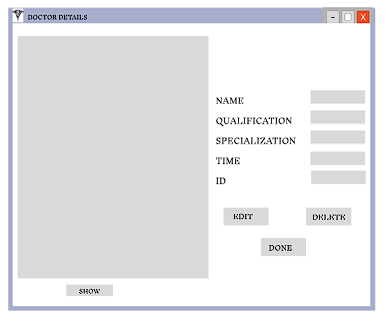 DOCTOR DETAILS
- X
NAME
QUALIFICATION
SPECIALIZATION
TIME
ID
EDIT DELETE
DONE
SHOW